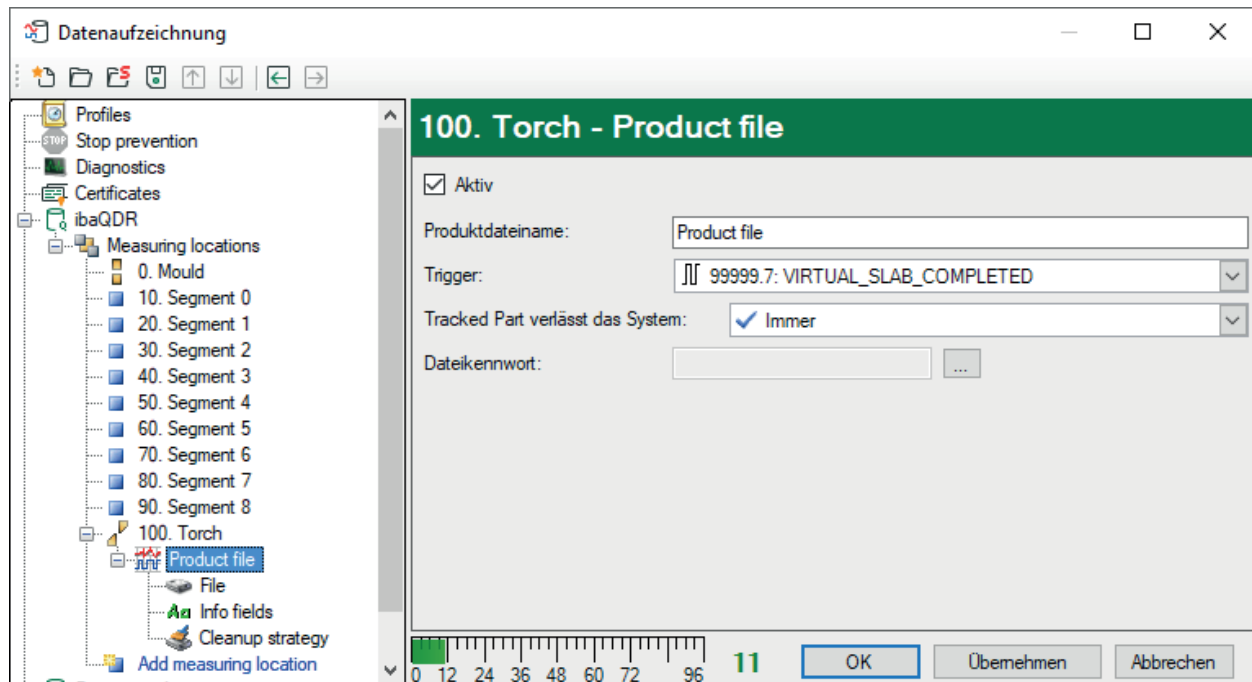 Datenaufzeichnung
Profiles
STOP Stop prevention
Diagnostics
Certificates
ibaQDR
Measuring locations
0. Mould
10. Segment 0
20. Segment 1
30. Segment 2
40. Segment 3
50. Segment 4
60. Segment 5
70. Segment 6
80. Segment 7
90. Segment 8
100. Torch
Product file
File
Aa Info fields
Cleanup strategy
Add measuring location
100. Torch - Product file
Aktiv
Produktdateiname: Product file
Trigger: 99999.7: VIRTUAL_SLAB_COMPLETED
Tracked Part verlässt das System: Immer
Dateikennwort: ...
0 12 24 36 48 60 72 96 11
OK Übernehmen Abbrechen